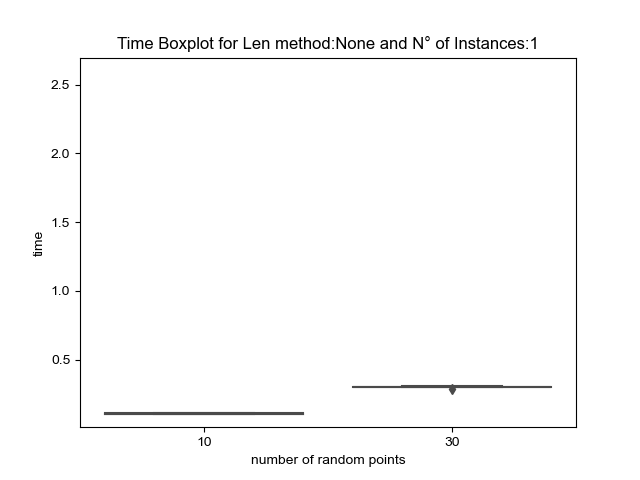 Time Boxplot for Len method:None and N° of Instances:1
2.5
2.0
1.5
1.0
0.5
time
10
30
number of random points